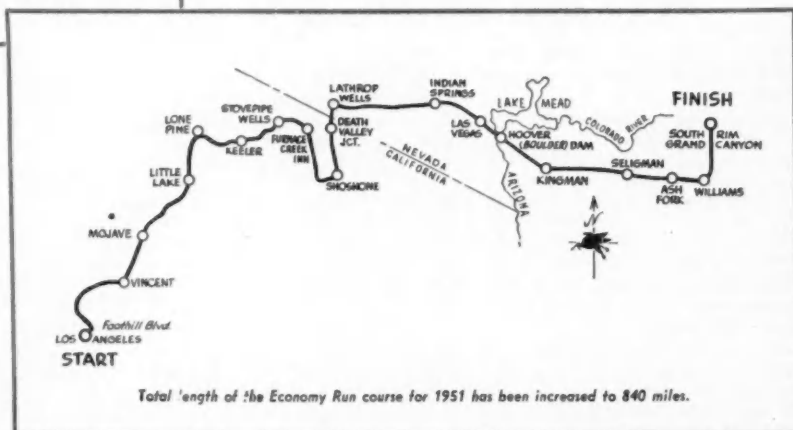 LATHROP
WELLS
INDIAN
SPRINGS
LAKE MEAD
COLORADO RIVER
FINISH
STOVEPIPE
WELLS
LONE
PINE
KEELER
FURNACE
CREEK
INN
DEATH
VALLEY
JCT.
LAS
VEGAS
HOOVER
(BOULDER) DAM
SOUTH RIM
GRAND CANYON
LITTLE
LAKE
SHOSHONE
NEVADA
CALIFORNIA
ARIZONA
KINGMAN
SELIGMAN
ASH
FORK
WILLIAMS
N
MOJAVE
VINCENT
Foothill Blvd.
LOS ANGELES
START
Total length of the Economy Run course for 1951 has been increased to 840 miles.